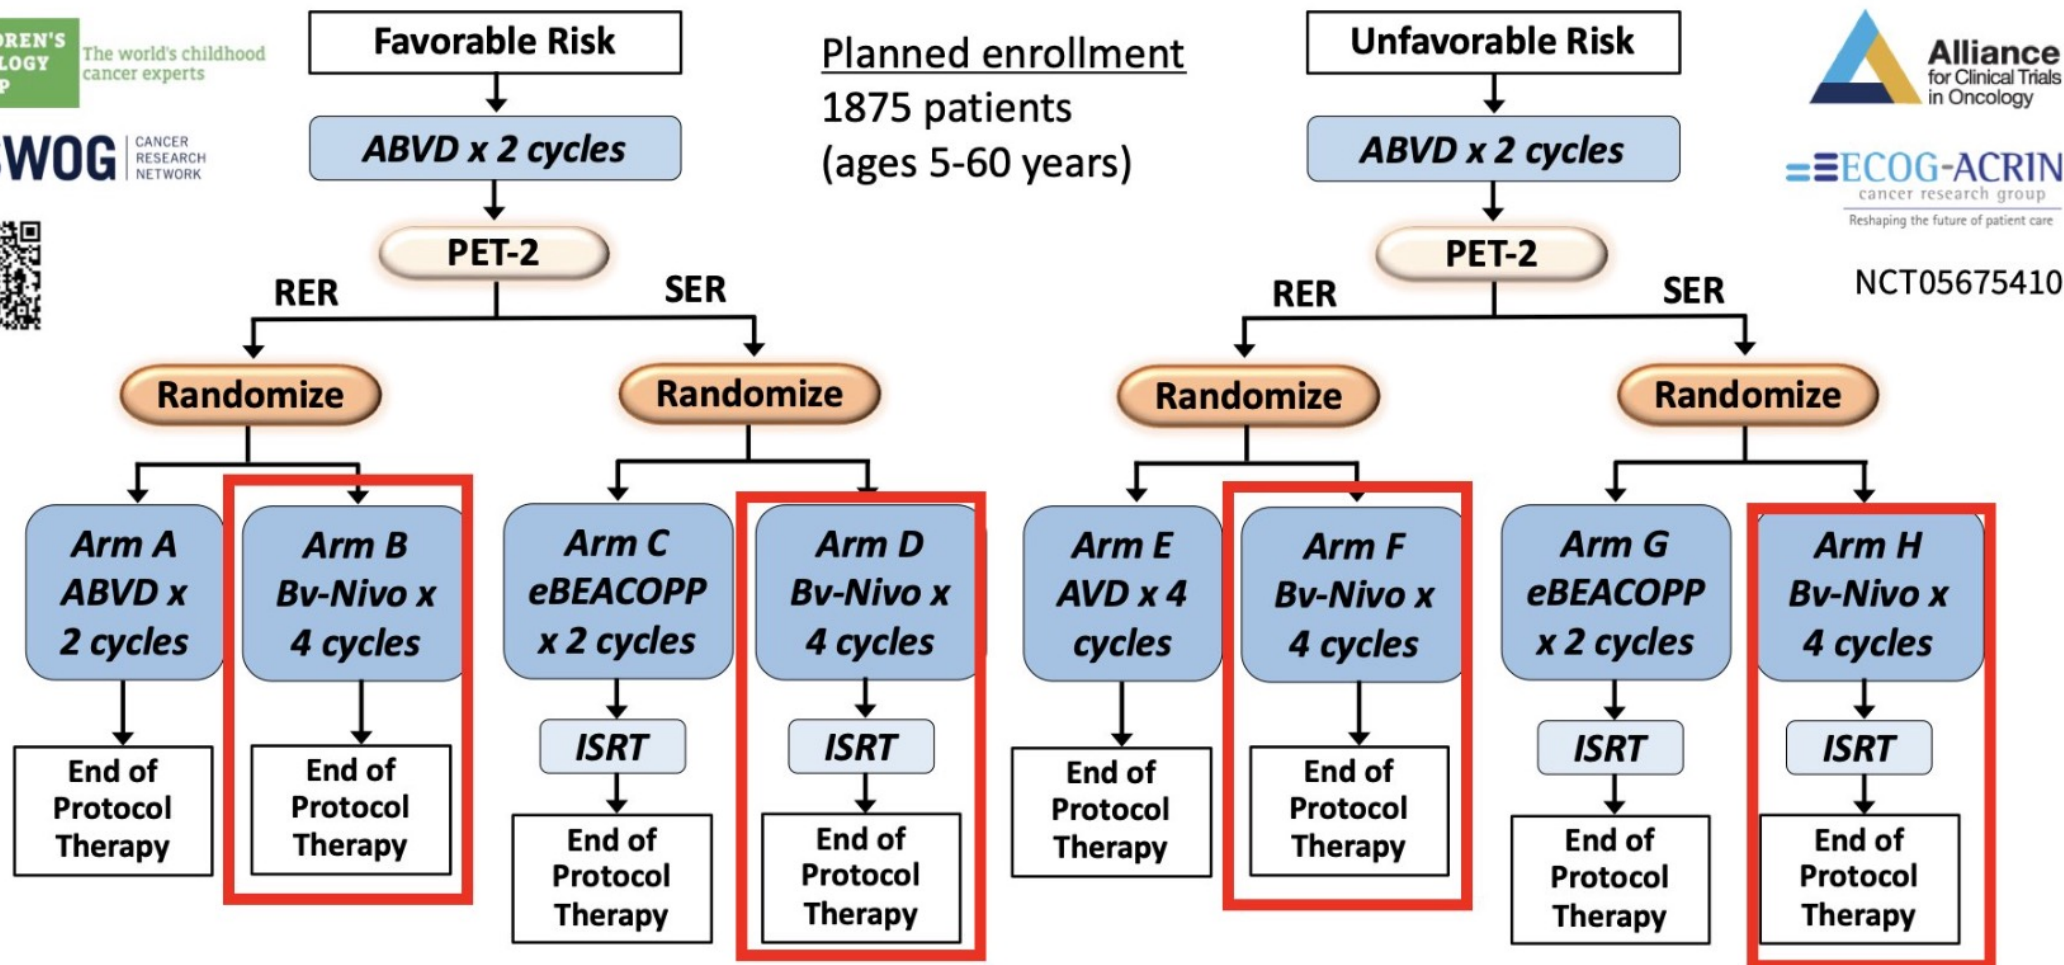 The world's childhood
cancer experts
WOG
CANCER
RESEARCH
NETWORK
Favorable Risk
ABVD x 2 cycles
PET-2
RER
SER
Randomize
Randomize
Arm A
ABVD x
2 cycles
End of
Protocol
Therapy
Arm B
Bv-Nivo x
4 cycles
End of
Protocol
Therapy
Arm C
eBEACOPP
x 2 cycles
ISRT
End of
Protocol
Therapy
Arm D
Bv-Nivo x
4 cycles
ISRT
End of
Protocol
Therapy
Planned enrollment
1875 patients
(ages 5-60 years)
Unfavorable Risk
ABVD x 2 cycles
PET-2
RER
SER
Randomize
Randomize
Arm E
AVD x 4
cycles
End of
Protocol
Therapy
Arm F
Bv-Nivo x
4 cycles
End of
Protocol
Therapy
Arm G
eBEACOPP
x 2 cycles
ISRT
End of
Protocol
Therapy
Arm H
Bv-Nivo x
4 cycles
ISRT
End of
Protocol
Therapy
Alliance
for Clinical Trials
in Oncology
ECOG-ACRIN
cancer research group
Reshaping the future of patient care
NCT05675410